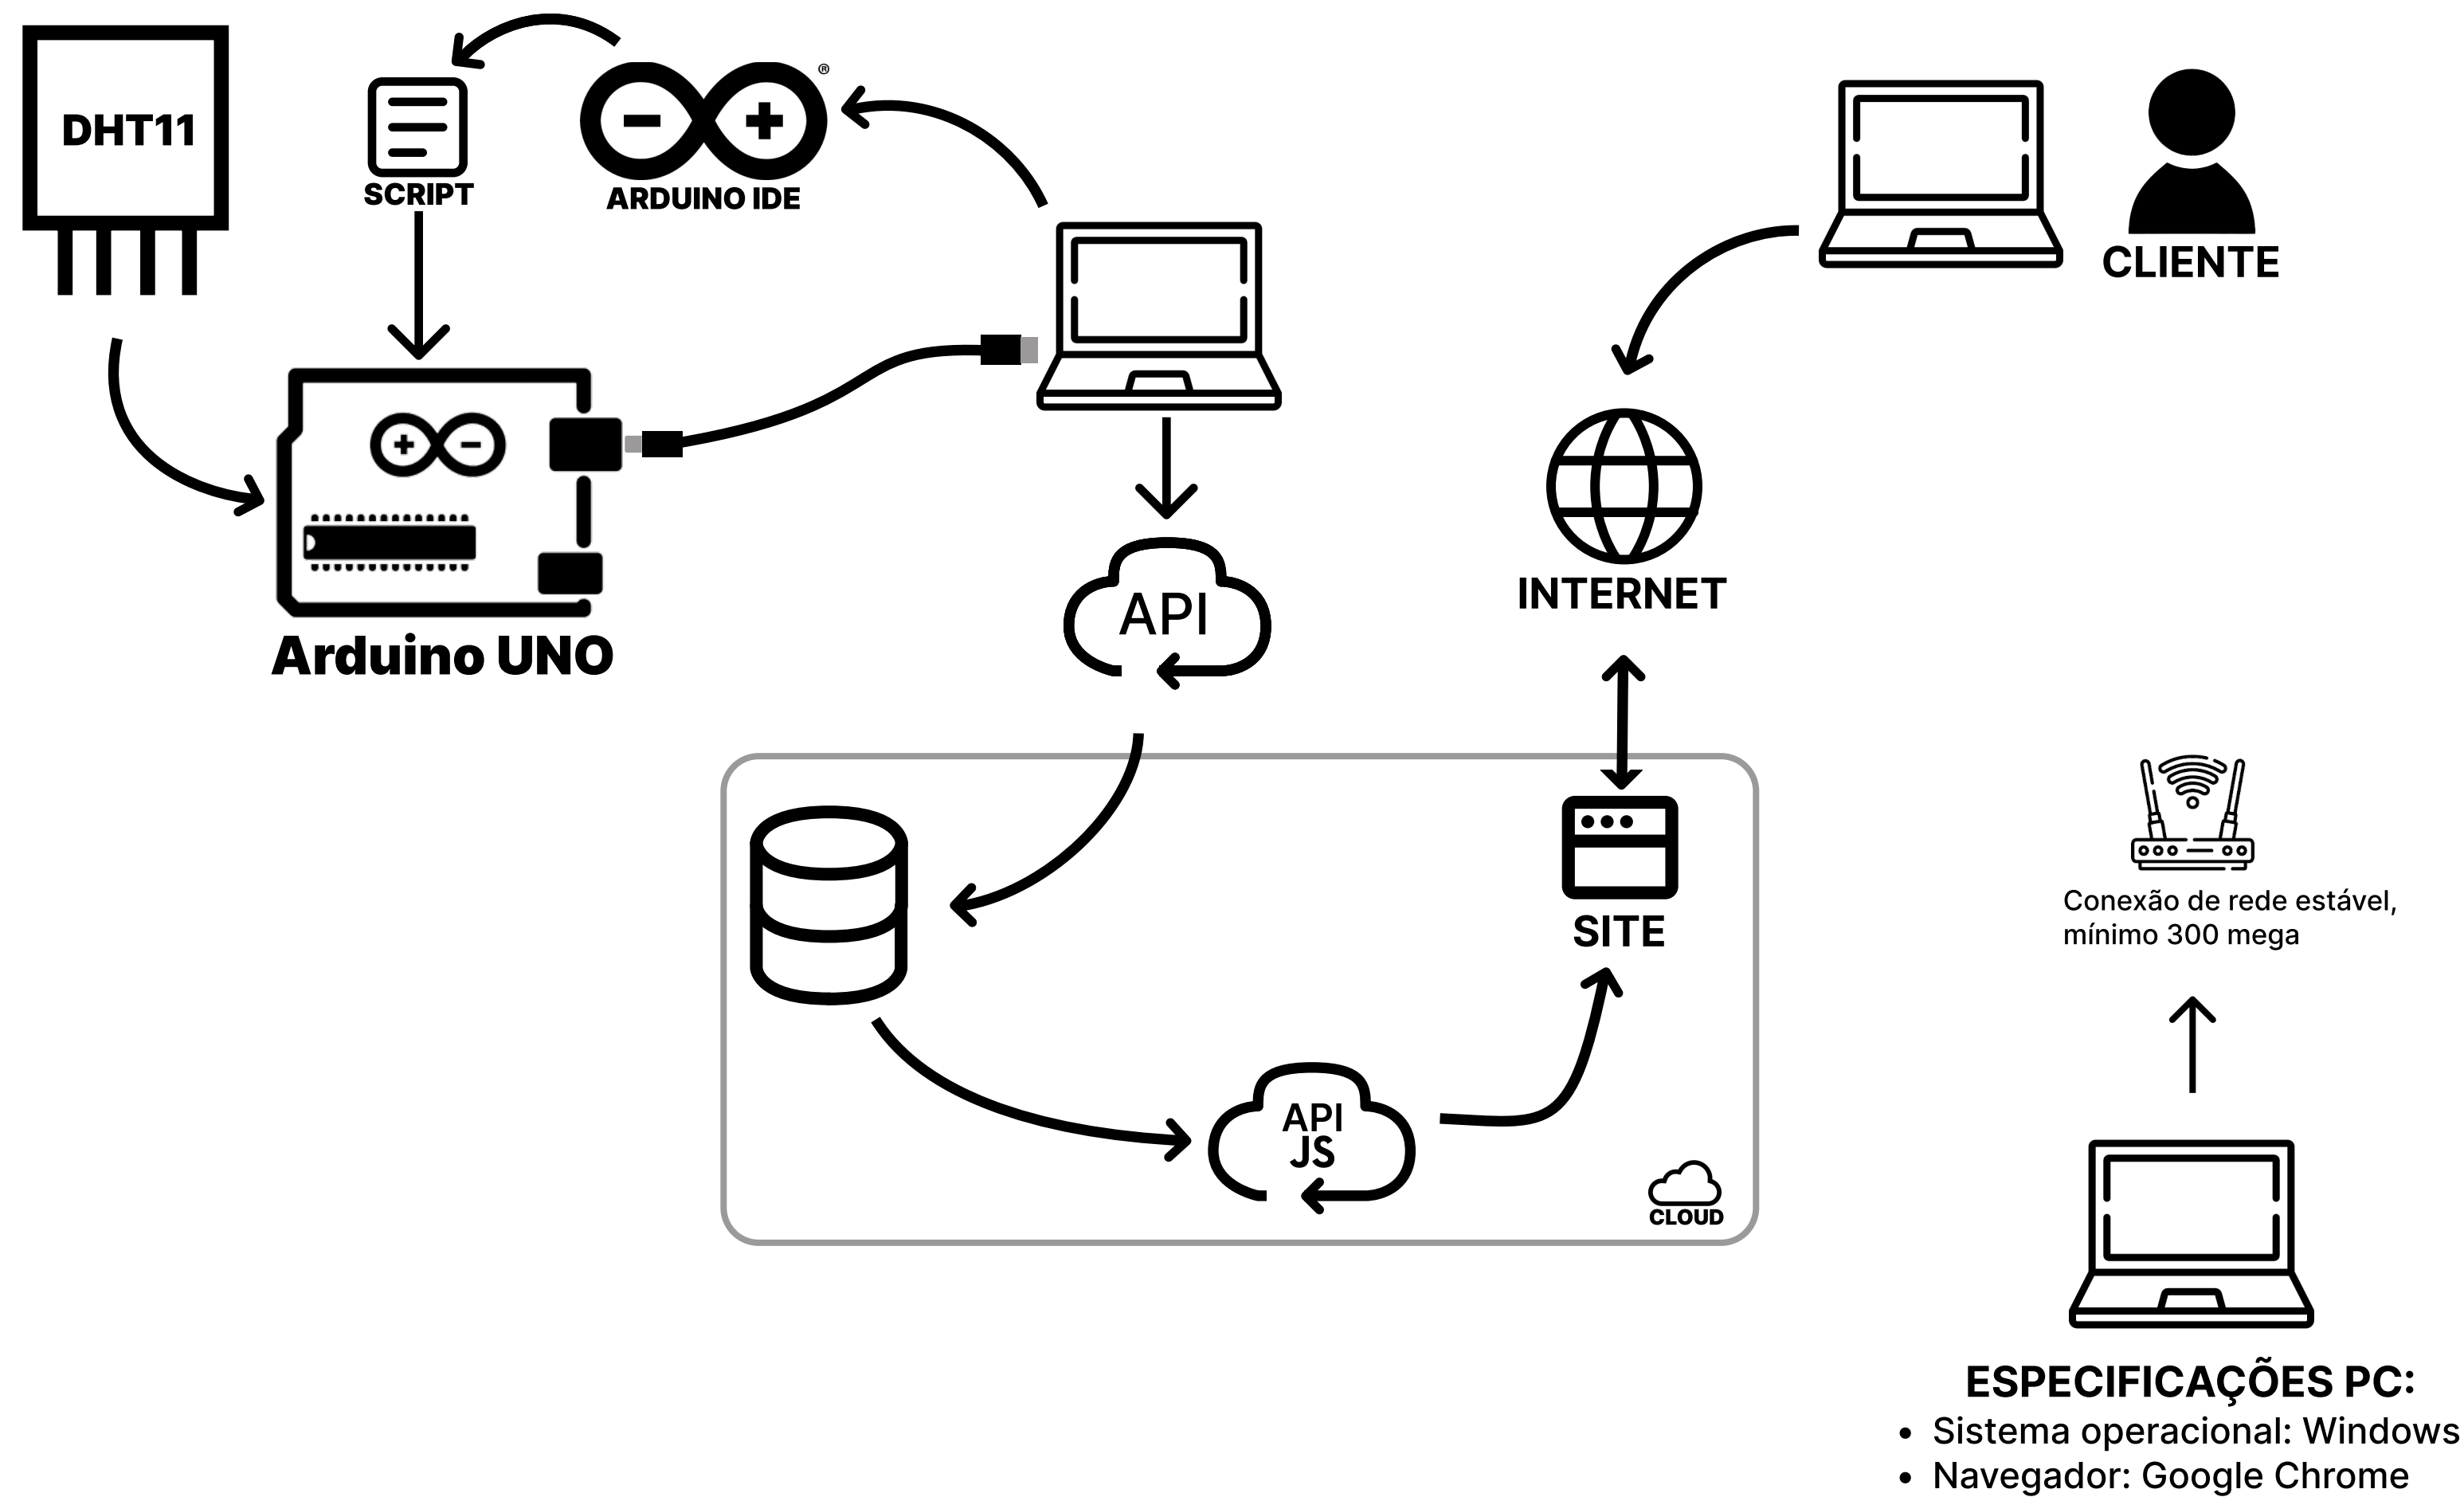 DHT11
SCRIPT
®
ARDUINO IDE
CLIENTE
Arduino UNO
API
INTERNET
SITE
API
JS
CLOUD
Conexão de rede estável,
mínimo 300 mega
ESPECIFICAÇÕES PC:
• Sistema operacional: Windows
• Navegador: Google Chrome